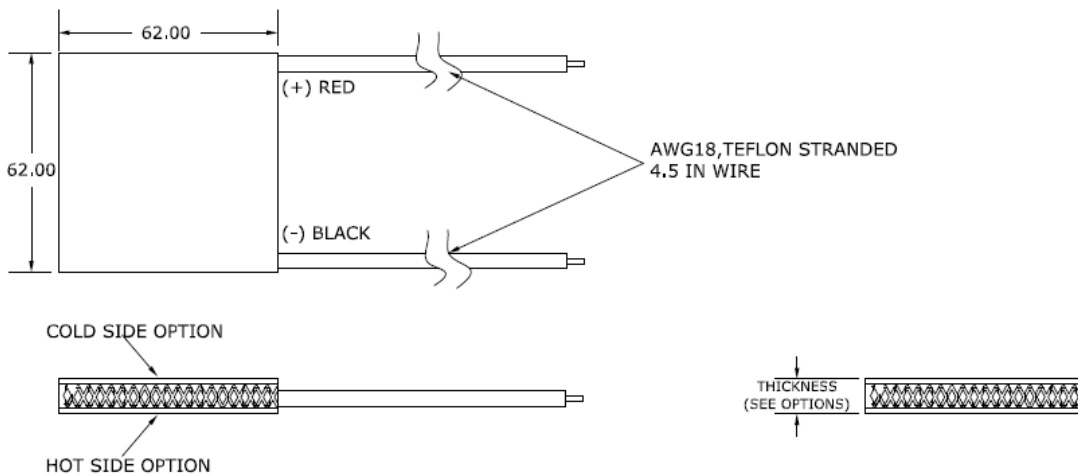 62.00
(+) RED
62.00
AWG18,TEFLON STRANDED
4.5 IN WIRE
(-) BLACK
COLD SIDE OPTION
THICKNESS
(SEE OPTIONS)
HOT SIDE OPTION